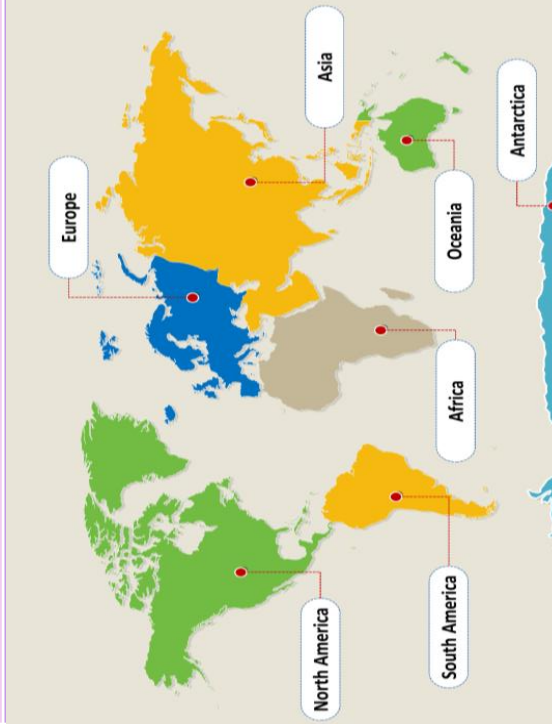 North America
South America
Europe
Africa
Asia
Oceania
Antarctica